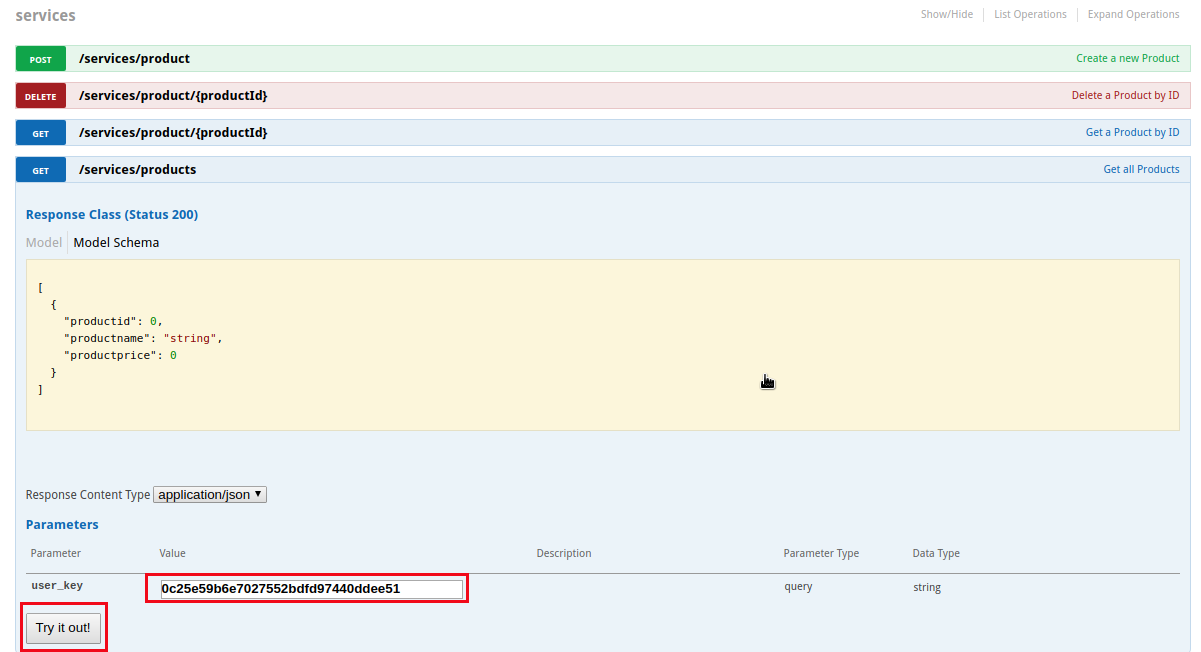 services Show/Hide List Operations Expand Operations
POST /services/product Create a new Product
DELETE /services/product/{productId} Delete a Product by ID
GET /services/product/{productId} Get a Product by ID
GET /services/products Get all Products
Response Class (Status 200)
Model Model Schema
[
{
"productid": 0,
"productname": "string",
"productprice": 0
}
]
Response Content Type application/json
Parameters
Parameter Value Description Parameter Type Data Type
user_key 0c25e59b6e7027552bdfd97440ddee51 query string
Try it out!